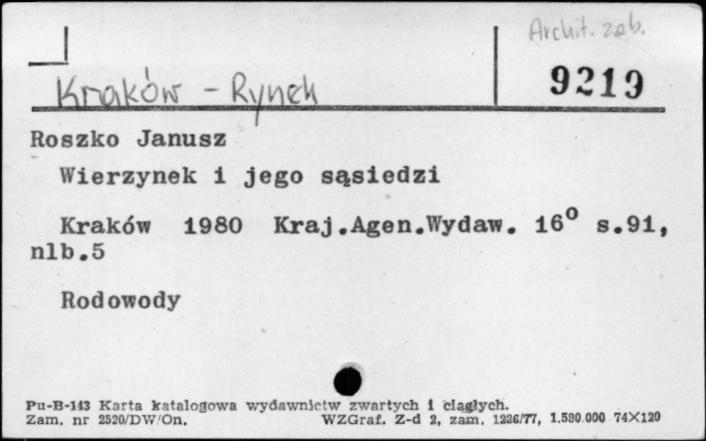 Archit. zab.
Kraków - Rynek
9219
Roszko Janusz
Wierzynek i jego sąsiedzi
Kraków 1980 Kraj.Agen.Wydaw. 16° s.91,
nlb.5
Rodowody
Pu-B-143 Karta katalogowa wydawnictw zwartych i ciągłych.
Zam. nr 2520/DW/On. WZGraf. Z-d 2, zam. 1226/77, 1.580.000 74X120